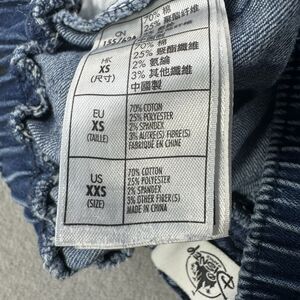 CN
155/62A
70% 棉
25% 聚酯纤维
HK
XS
(尺寸)
70% 棉
25% 聚酯纖維
2% 氨綸
3% 其他纖維
中國製
EU
XS
(TAILLE)
70% COTON
25% POLYESTER
2% SPANDEX
3% AUTRE(S) FIBRE(S)
FABRIQUÉ EN CHINE
US
XXS
(SIZE)
70% COTTON
25% POLYESTER
2% SPANDEX
3% OTHER FIBER(S)
MADE IN CHINA